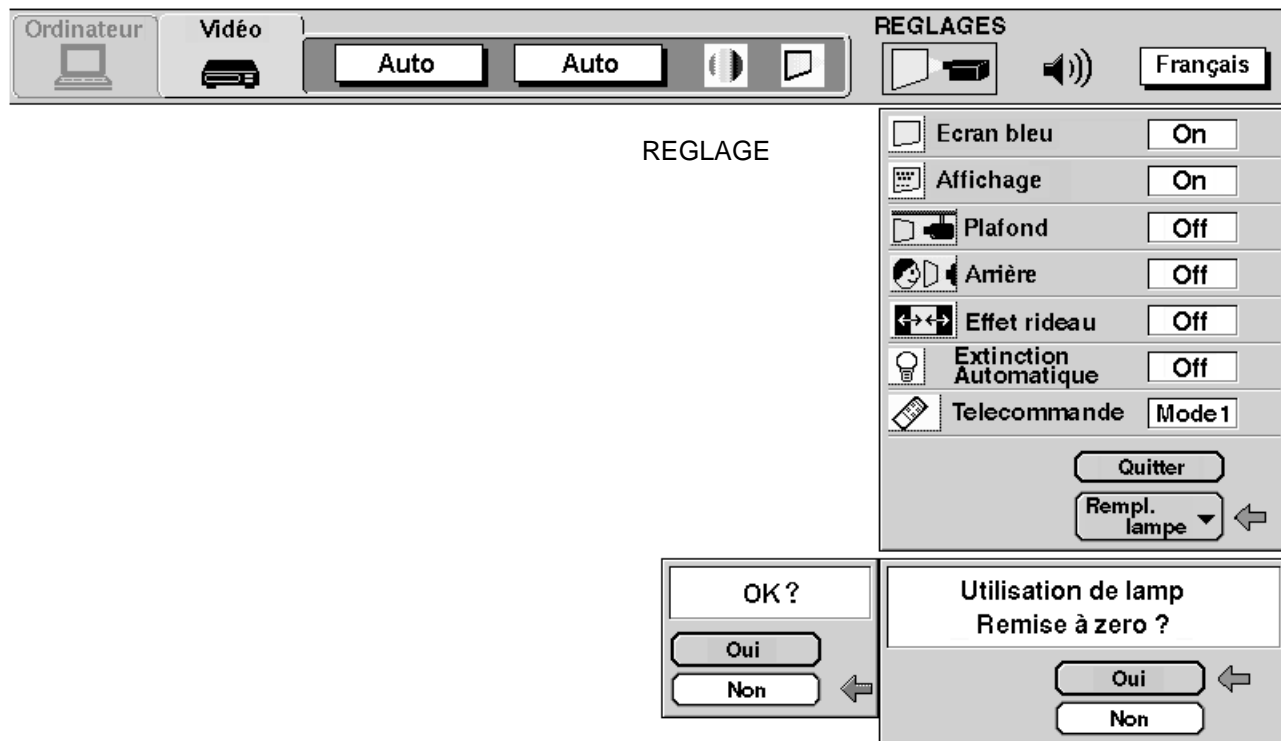 Ordinateur
Vidéo
Auto
Auto
REGLAGES
Français
REGLAGE
Ecran bleu On
Affichage On
Plafond Off
Arrière Off
Effet rideau Off
Extinction
Automatique Off
Telecommande Mode1
Quitter
Rempl.
lampe
OK?
Oui
Non
Utilisation de lamp
Remise à zero ?
Oui
Non